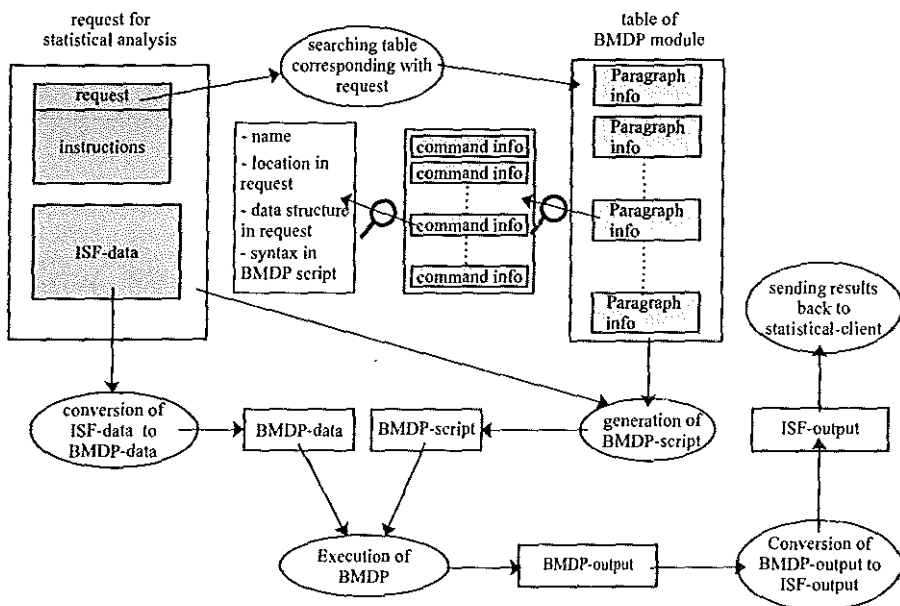 request for
statistical analysis
table of
BMDP module
searching table
corresponding with
request
request
instructions
ISF-data
- name
- location in
request
- data structure
in request
- syntax in
BMDP script
command info
command info
command info
command info
Paragraph
info
Paragraph
info
Paragraph
info
Paragraph
info
sending results
back to
statistical-client
conversion of
ISF-data to
BMDP-data
BMDP-data
BMDP-script
generation of
BMDP-script
ISF-output
Execution of
BMDP
BMDP-output
Conversion of
BMDP-output to
ISF-output